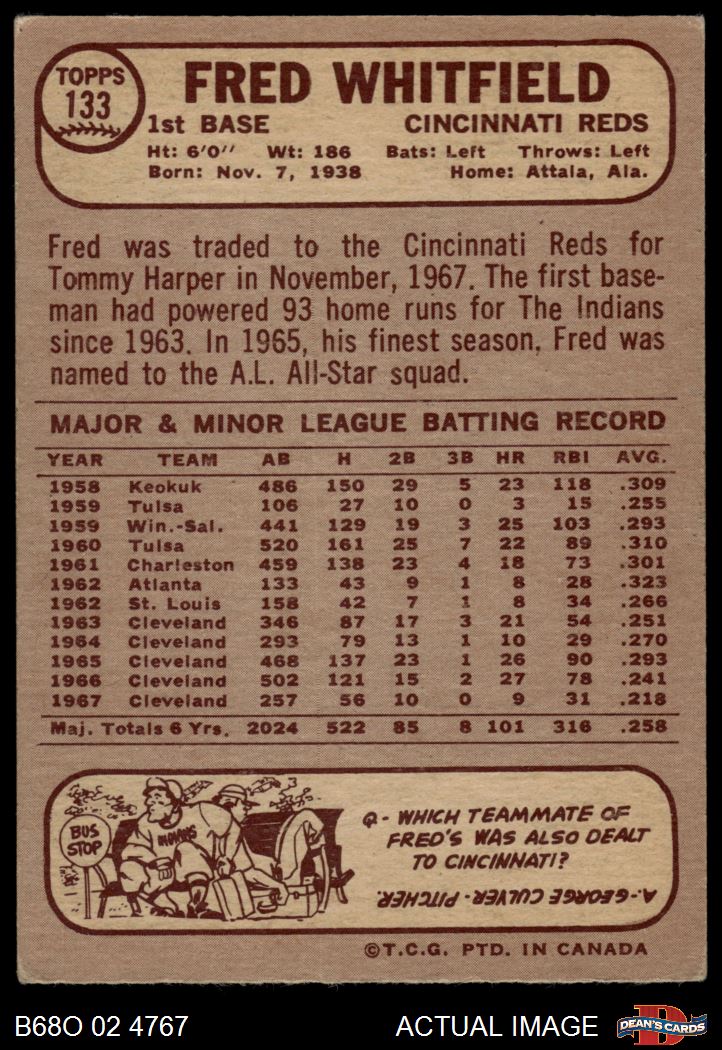 TOPPS
133
FRED WHITFIELD
1st BASE CINCINNATI REDS
Ht: 6'0'' Wt: 186 Bats: Left Throws: Left
Born: Nov. 7, 1938 Home: Attala, Ala.
Fred was traded to the Cincinnati Reds for
Tommy Harper in November, 1967. The first base-
man had powered 93 home runs for The Indians
since 1963. In 1965, his finest season, Fred was
named to the A.L. All-Star squad.
MAJOR & MINOR LEAGUE BATTING RECORD
YEAR TEAM AB H 2B 3B HR RBI AVG.
1958 Keokuk 486 150 29 5 23 118 .309
1959 Tulsa 106 27 10 0 3 15 .255
1959 Win.-Sal. 441 129 19 3 25 103 .293
1960 Tulsa 520 161 25 7 22 89 .310
1961 Charleston 459 138 23 4 18 73 .301
1962 Atlanta 133 43 9 1 8 28 .323
1962 St. Louis 158 42 7 1 8 34 .266
1963 Cleveland 346 87 17 3 21 54 .251
1964 Cleveland 293 79 13 1 10 29 .270
1965 Cleveland 468 137 23 1 26 90 .293
1966 Cleveland 502 121 15 2 27 78 .241
1967 Cleveland 257 56 10 0 9 31 .218
Maj. Totals 6 Yrs. 2024 522 85 8 101 316 .258
BUS
STOP
INDIANS
Q - WHICH TEAMMATE OF
FRED'S WAS ALSO DEALT
TO CINCINNATI?
A- GEORGE CULVER - PITCHER.
©T.C.G. PTD. IN CANADA
B68O 02 4767 ACTUAL IMAGE
D
DEAN'S CARDS